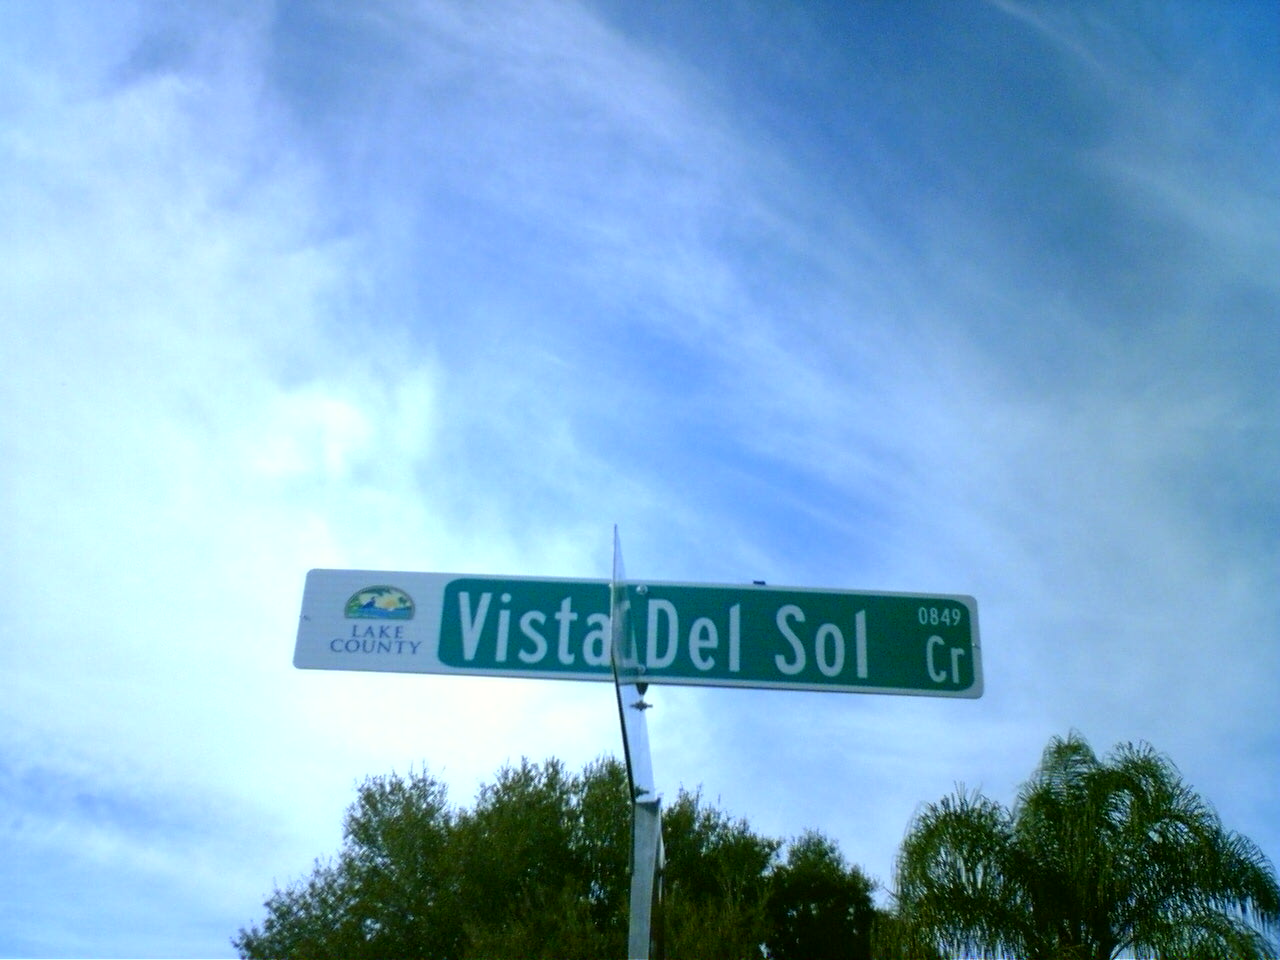 LAKE
COUNTY
Vista Del Sol
0849
Cr